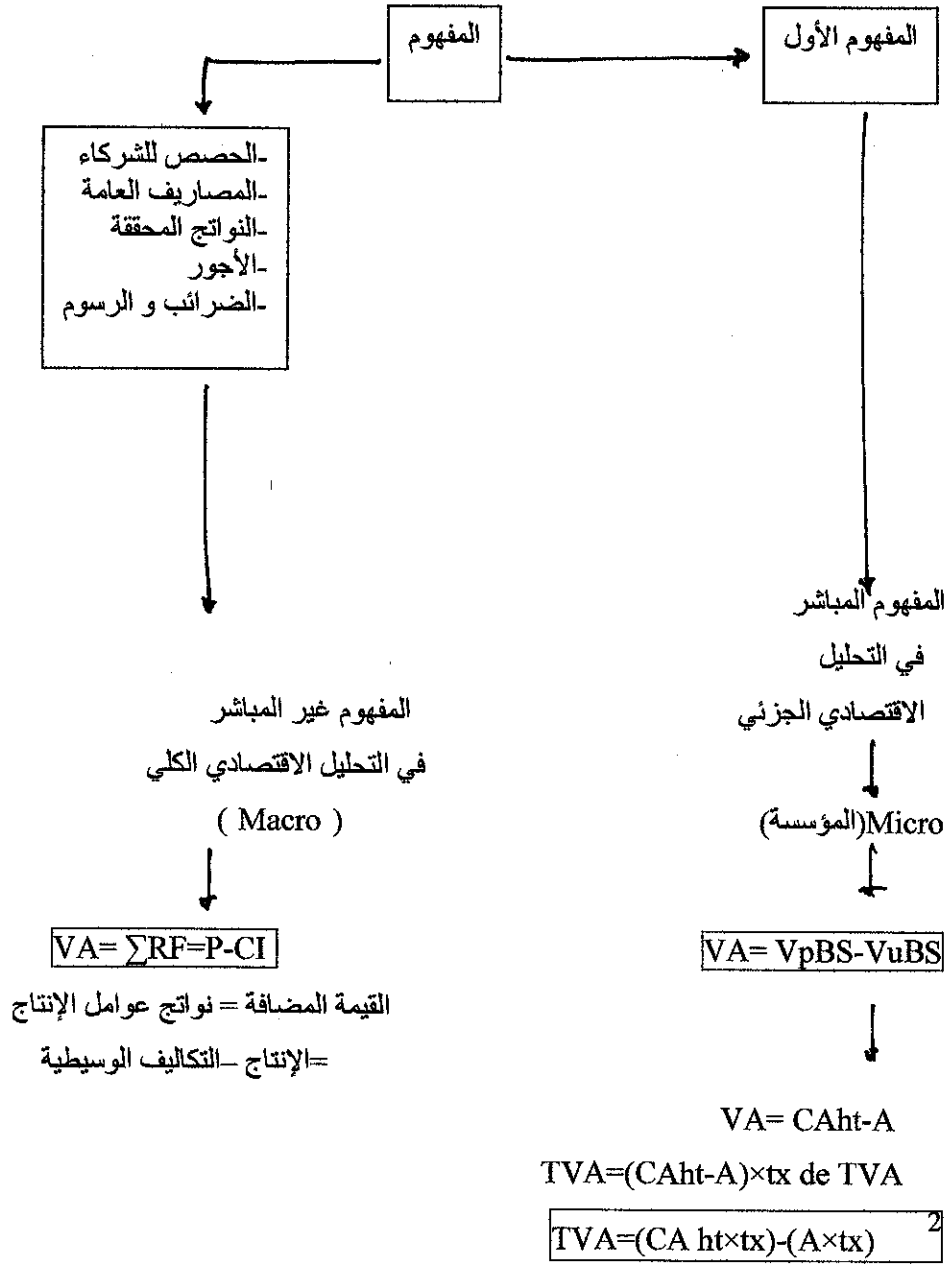 المفهوم الأول
المفهوم
-الحصص للشركاء
-المصاريف العامة
-النواتج المحققة
-الأجور
-الضرائب و الرسوم
المفهوم المباشر
في التحليل
الاقتصادي الجزئي
Micro(المؤسسة)
VA= VpBS-VuBS
VA= CAht-A
TVA=(CAht-A)×tx de TVA
TVA=(CA ht×tx)-(A×tx) 2
المفهوم غير المباشر
في التحليل الاقتصادي الكلي
( Macro )
VA= ∑RF=P-CI
القيمة المضافة = نواتج عوامل الإنتاج
=الإنتاج –التكاليف الوسيطية